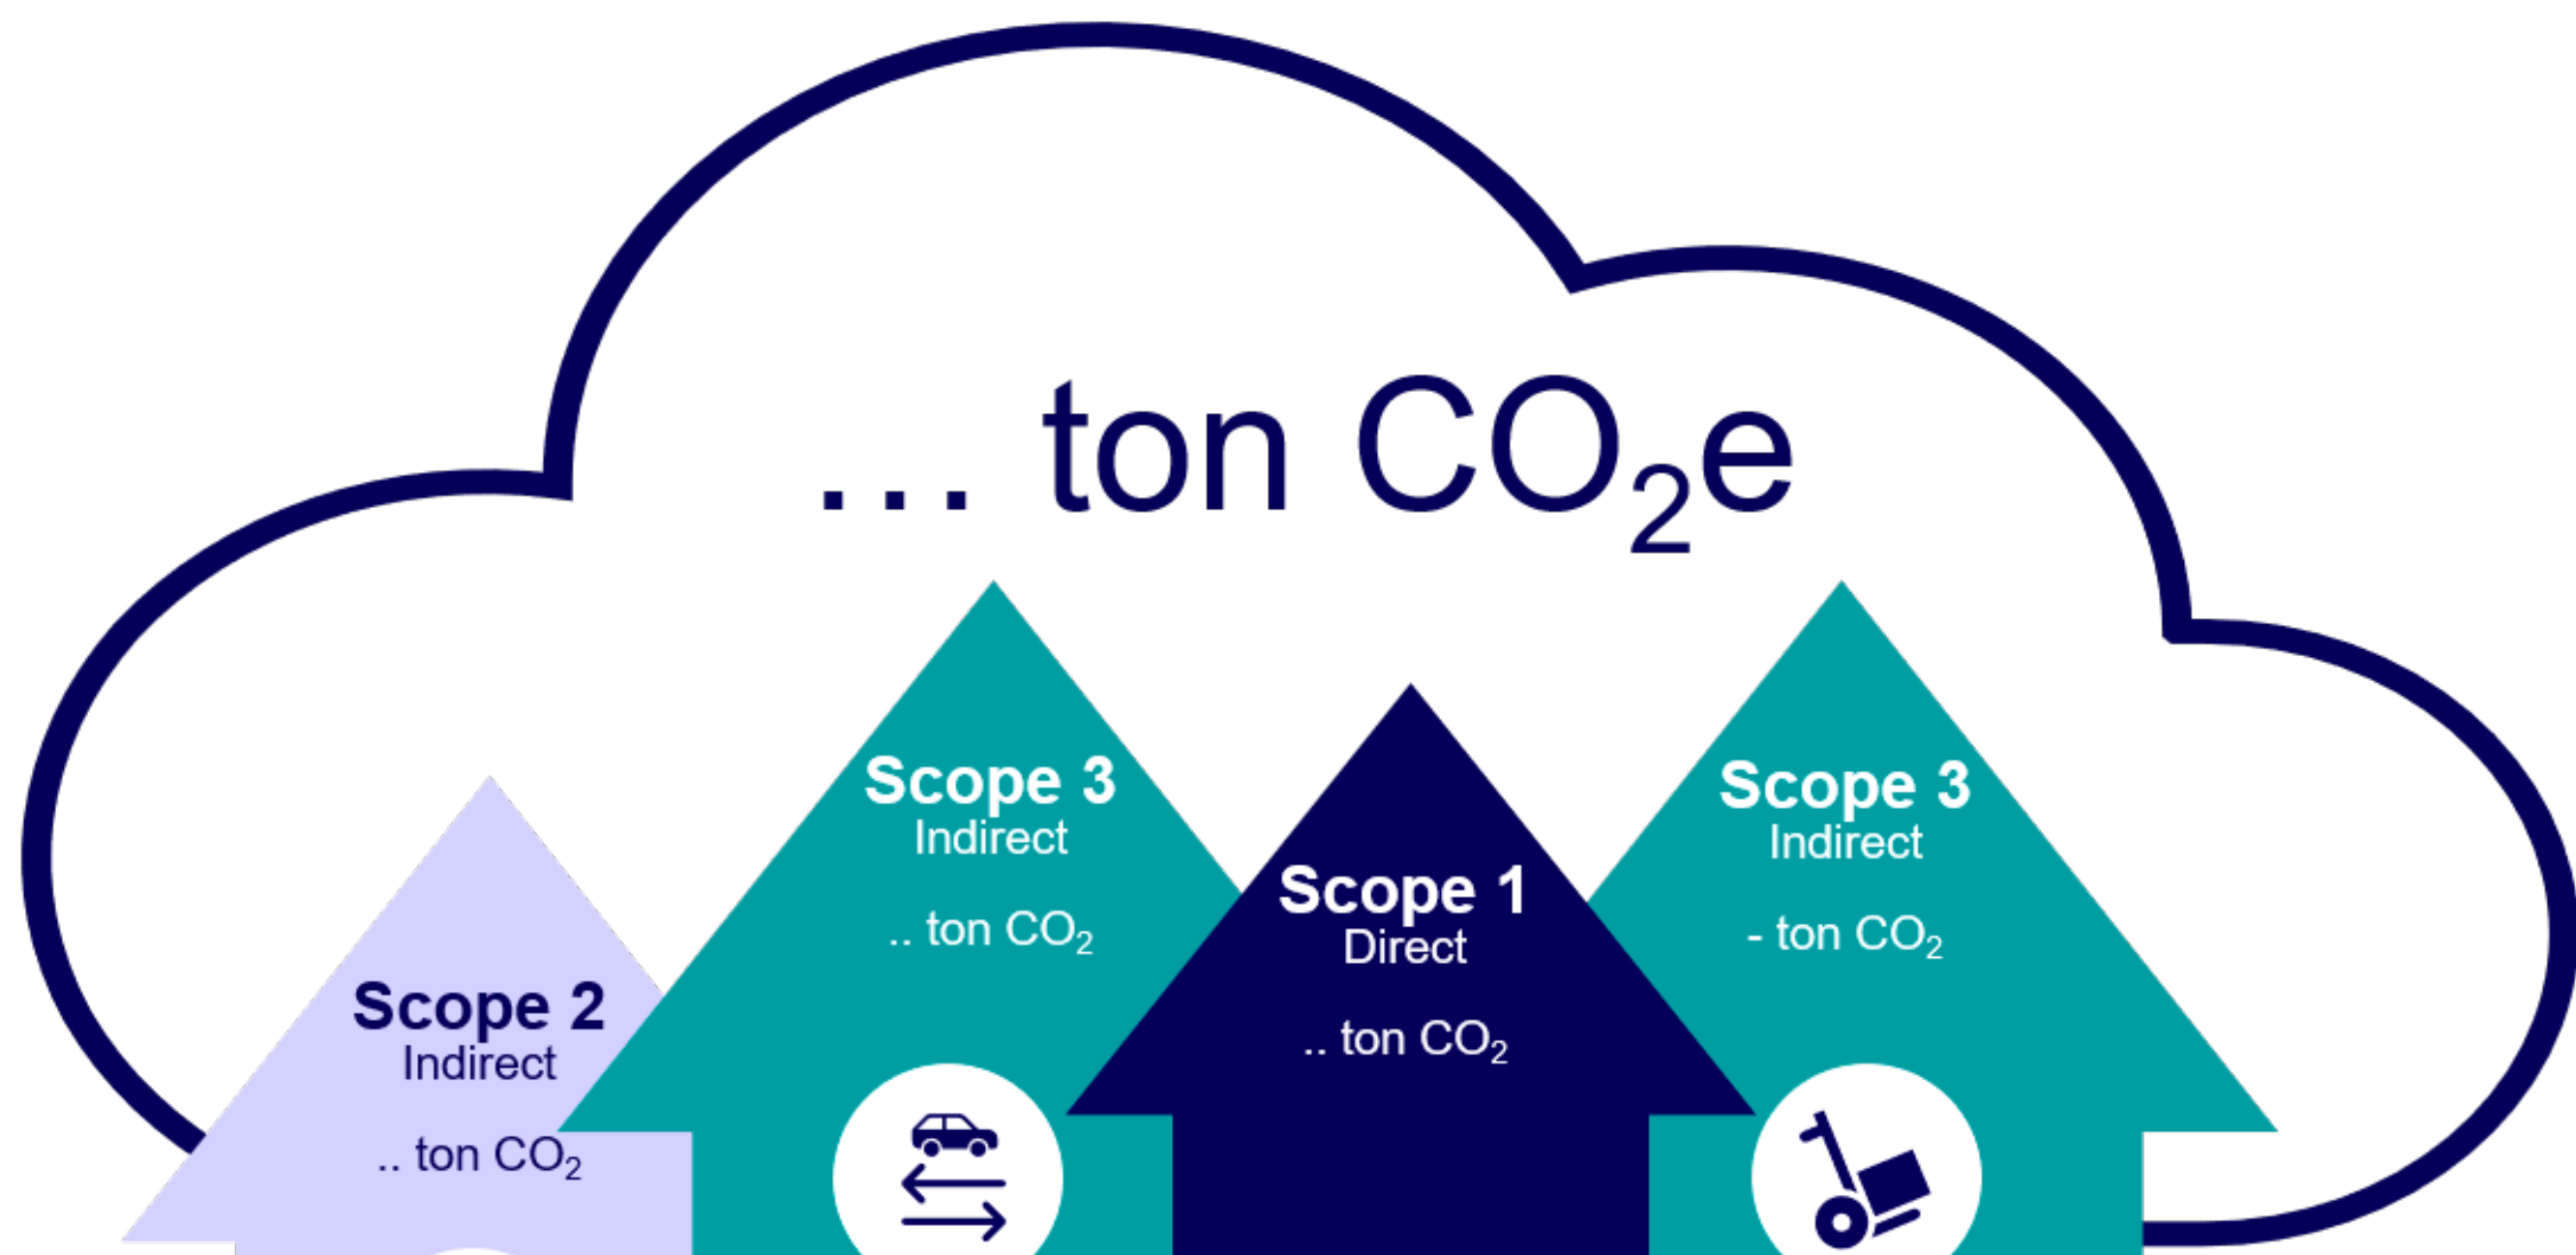 ... ton CO₂e
Scope 2
Indirect
.. ton CO₂
Scope 3
Indirect
.. ton CO₂
Scope 1
Direct
.. ton CO₂
Scope 3
Indirect
- ton CO₂